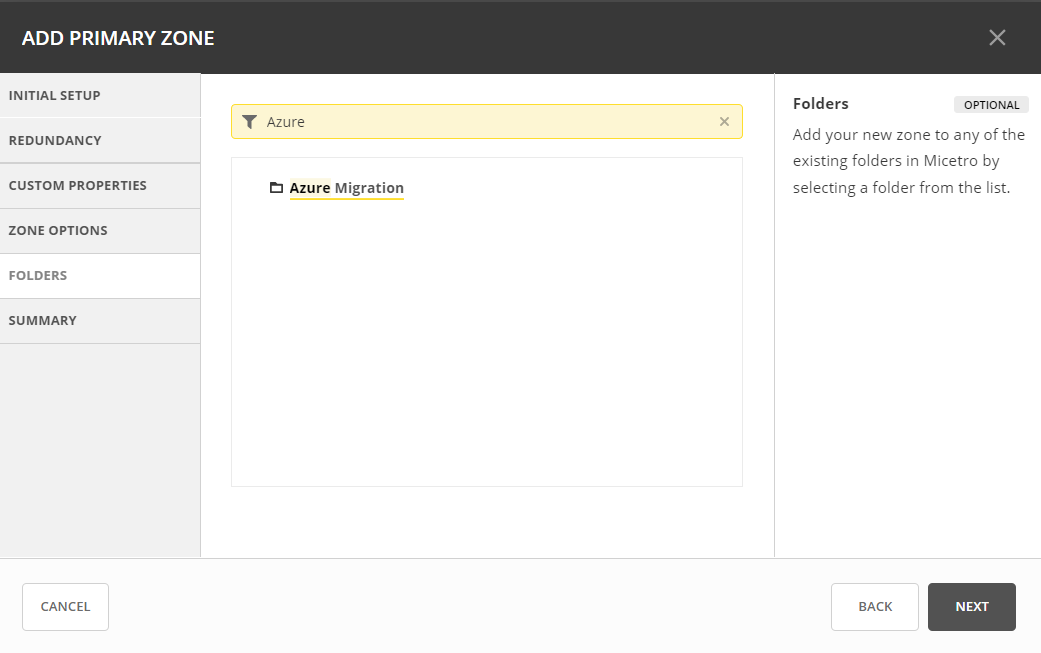 ADD PRIMARY ZONE
INITIAL SETUP
REDUNDANCY
CUSTOM PROPERTIES
ZONE OPTIONS
FOLDERS
SUMMARY
Azure
Azure Migration
Folders
OPTIONAL
Add your new zone to any of the
existing folders in Micetro by
selecting a folder from the list.
CANCEL
BACK
NEXT